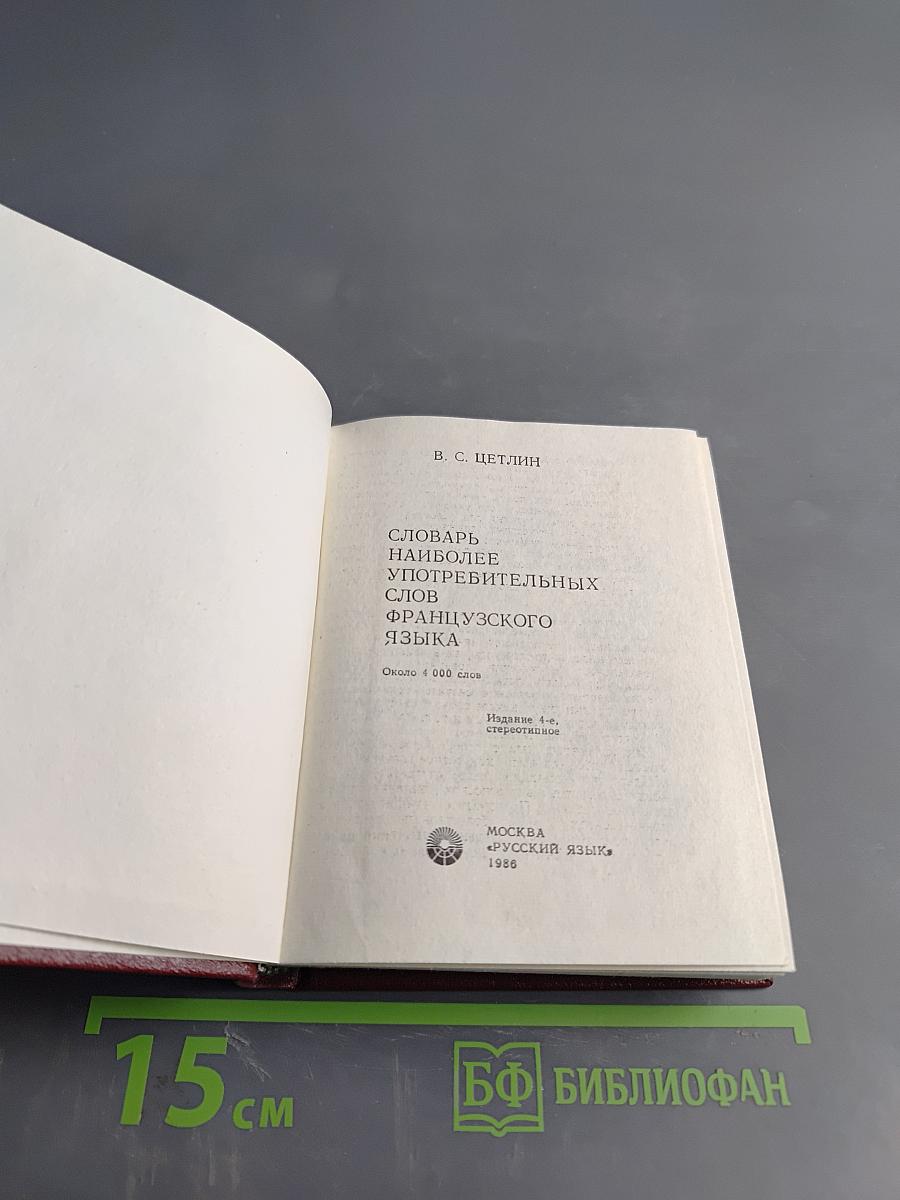 В. С. ЦЕТЛИН
СЛОВАРЬ
НАИБОЛЕЕ
УПОТРЕБИТЕЛЬНЫХ
СЛОВ
ФРАНЦУЗСКОГО
ЯЗЫКА
Около 4 000 слов
Издание 4-е,
стереотипное
МОСКВА
«РУССКИЙ ЯЗЫК»
1986
15 см
БФ БИБЛИОФАН